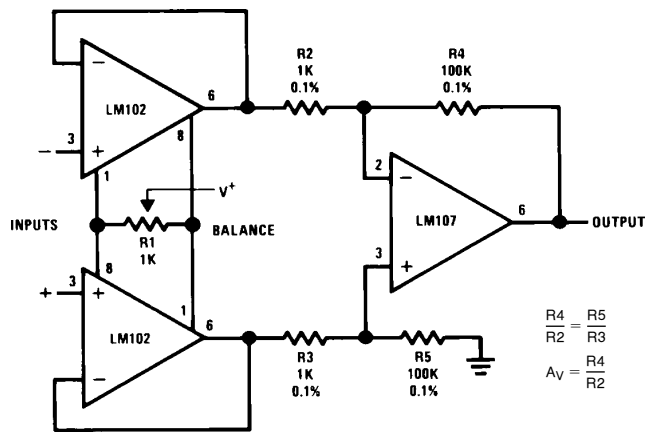 R2
1K
0.1%
R4
100K
0.1%
−
LM102
6
8
− 3 +
1
2
−
LM107
6
OUTPUT
3
+
V+
INPUTS
R1
1K
BALANCE
8
+ 3 +
1
LM102
6
−
R3
1K
0.1%
R5
100K
0.1%
R4/R2 = R5/R3
AV = R4/R2